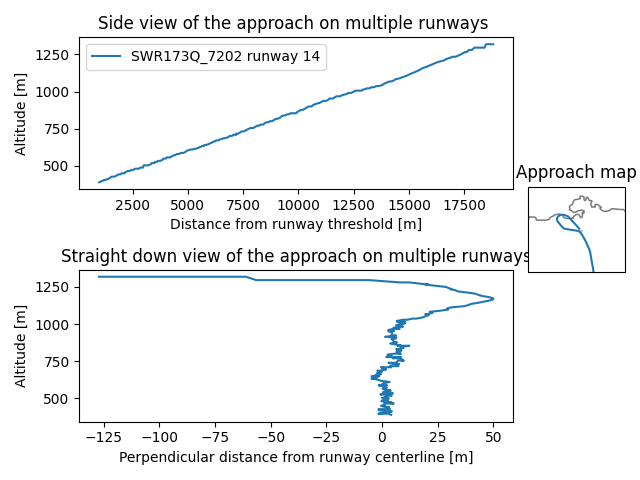 Side view of the approach on multiple runways
SWR173Q_7202 runway 14
Altitude [m]
1250
1000
750
500
2500
5000
7500
10000
12500
15000
17500
Distance from runway threshold [m]
Approach map
Straight down view of the approach on multiple runways
Altitude [m]
1250
1000
750
500
−125
−100
−75
−50
−25
0
25
50
Perpendicular distance from runway centerline [m]